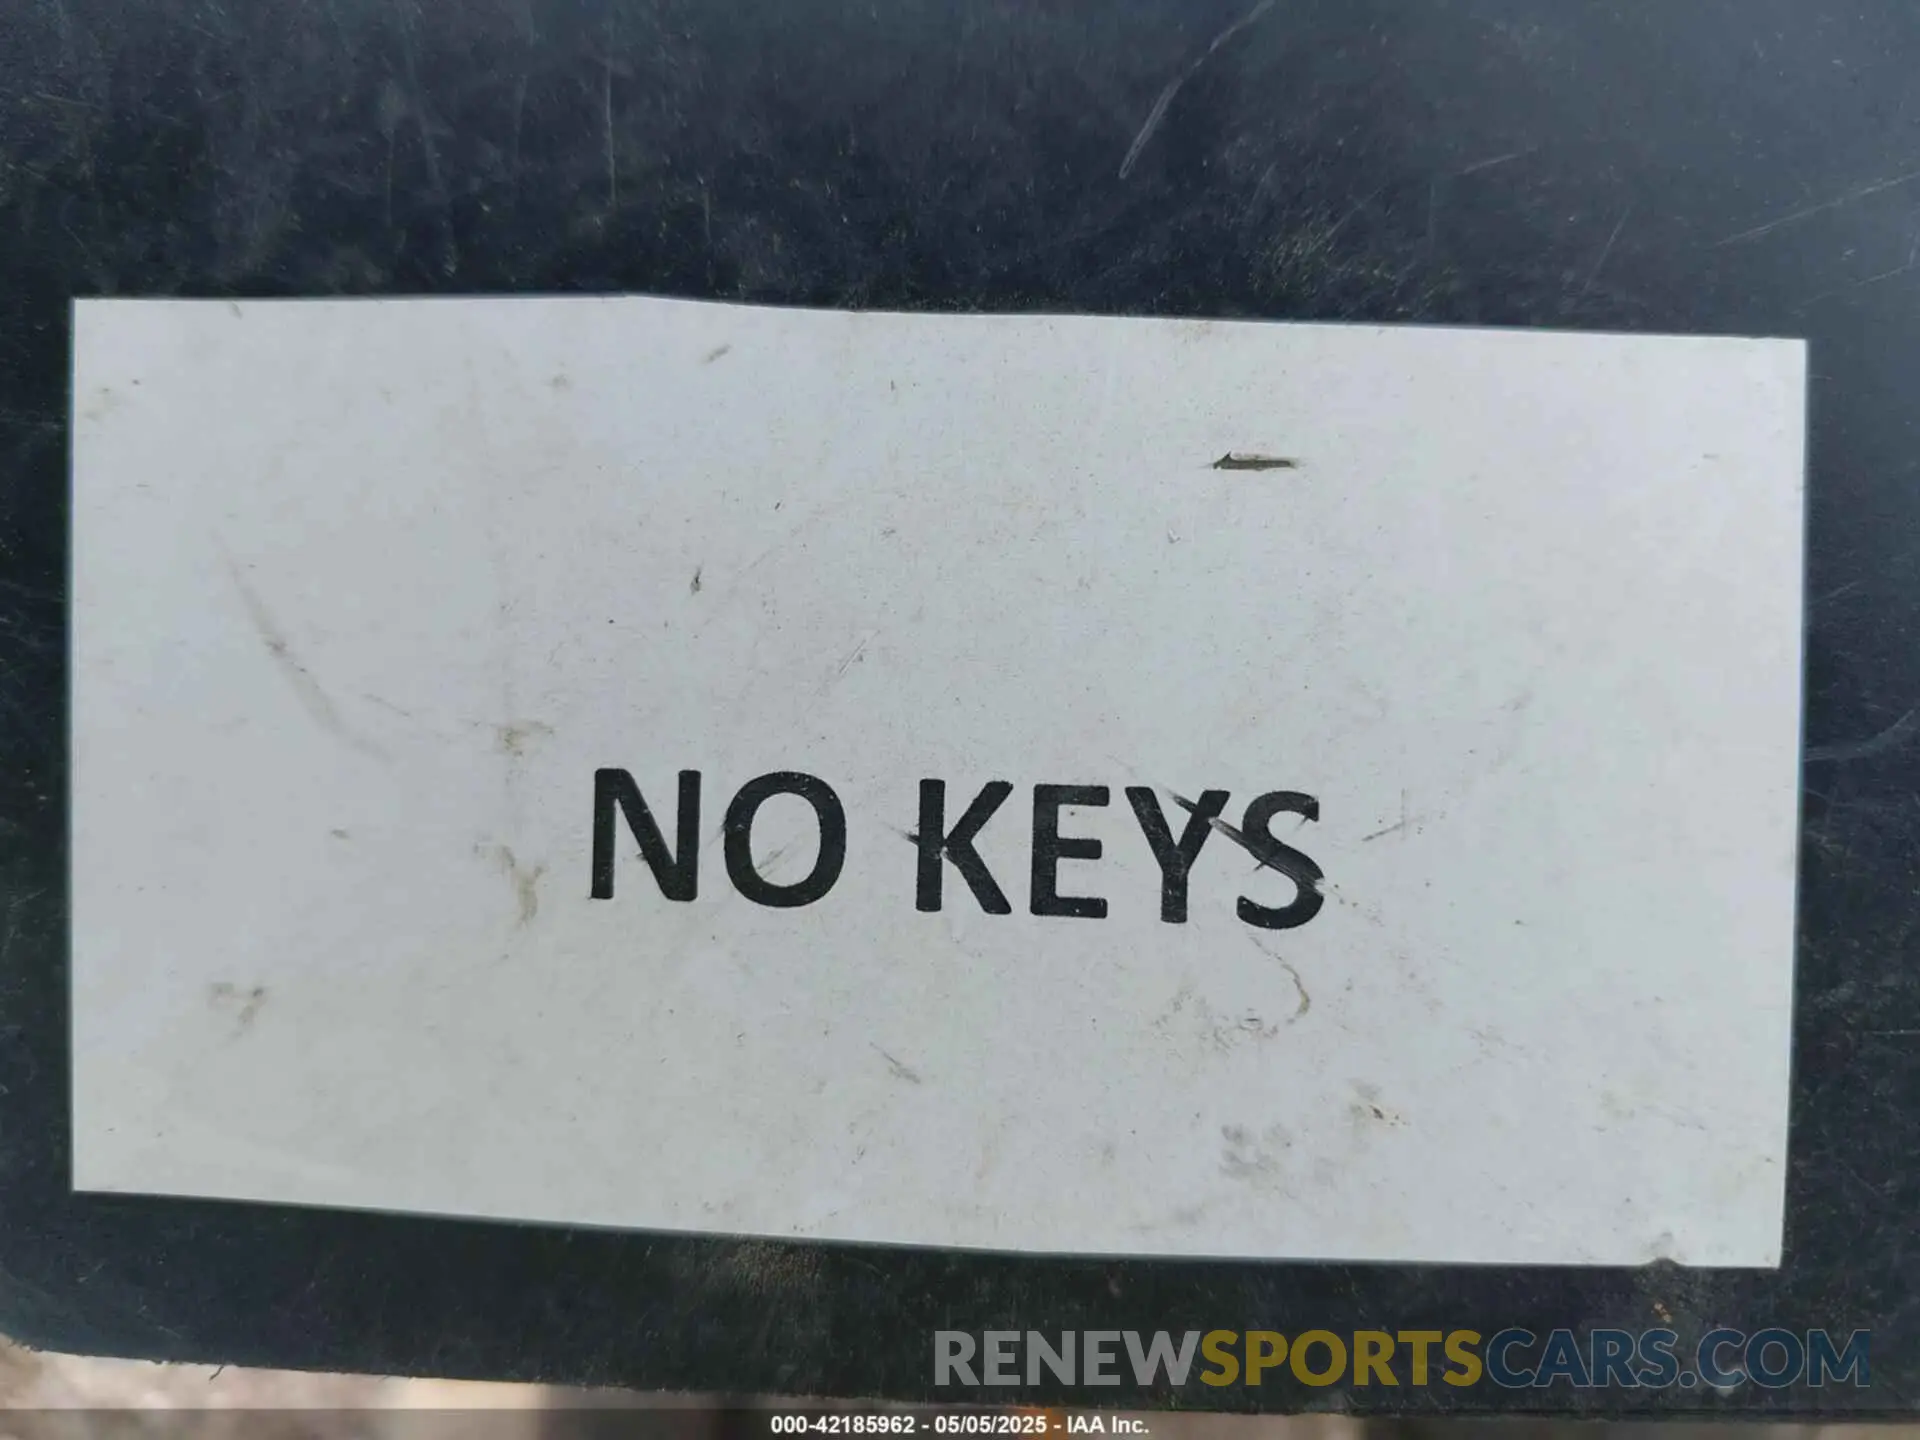 NO KEYS
RENEWSPORTSCARS.COM
000-42185962 - 05/05/2025 - IAA Inc.